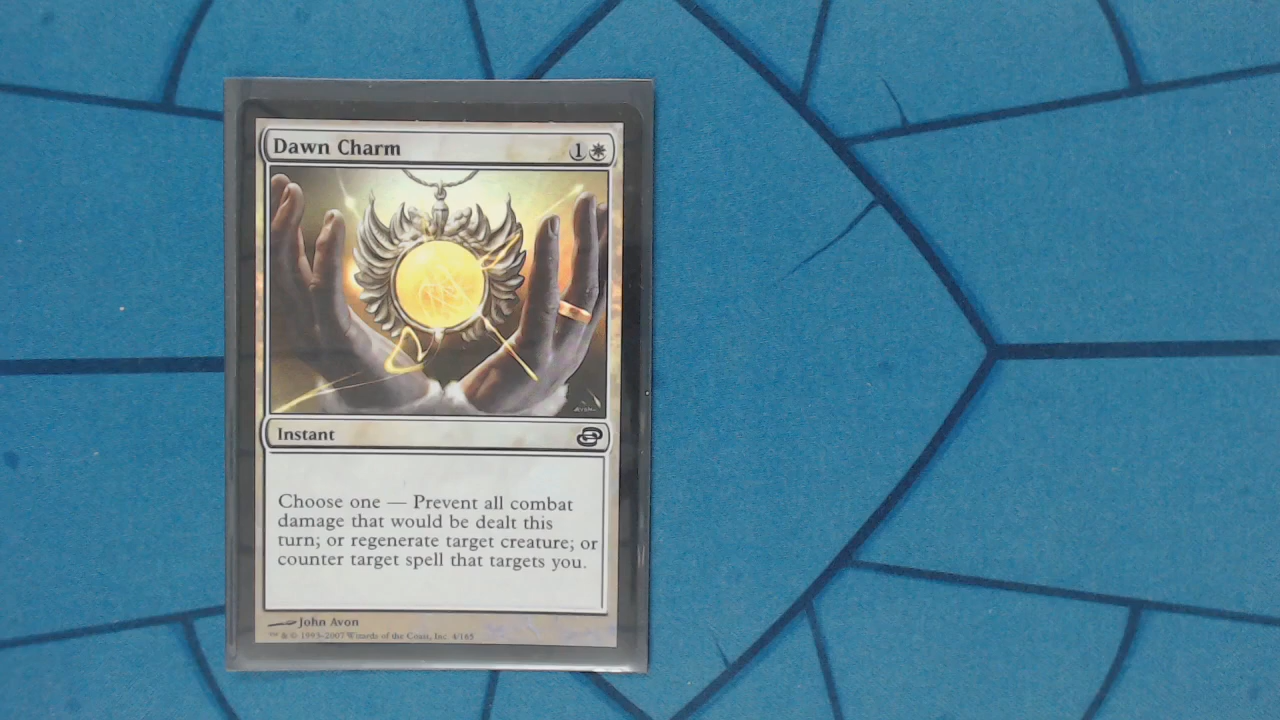 Dawn Charm 1
Instant
Choose one — Prevent all combat
damage that would be dealt this
turn; or regenerate target creature; or
counter target spell that targets you.
John Avon
™ & © 1993–2007 Wizards of the Coast, Inc. 4/165